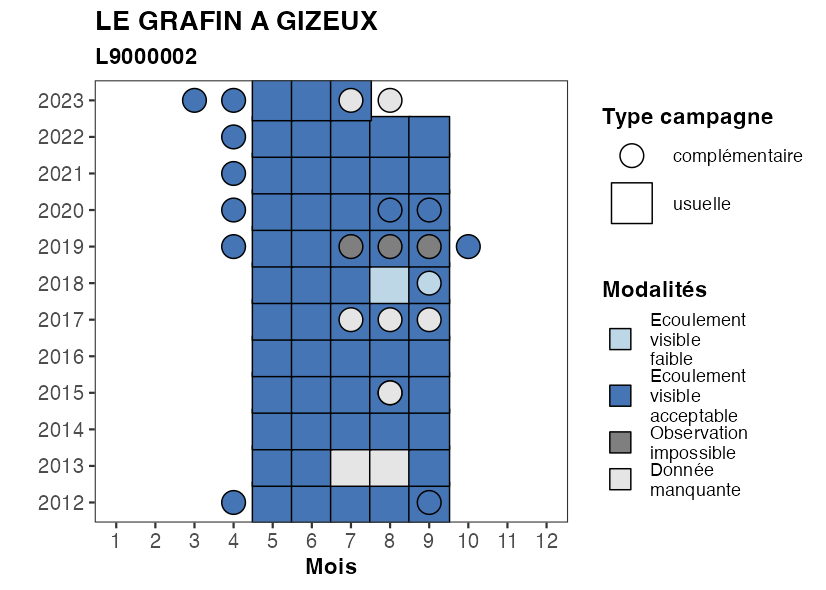 LE GRAFIN A GIZEUX
L9000002
2023
2022
2021
2020
2019
2018
2017
2016
2015
2014
2013
2012
1 2 3 4 5 6 7 8 9 10 11 12
Mois
Type campagne
complémentaire
usuelle
Modalités
Ecoulement
visible
faible
Ecoulement
visible
acceptable
Observation
impossible
Donnée
manquante